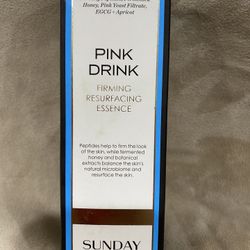 Honey, Pink Yeast Filtrate,
EGCG + Apricot
PINK
DRINK
FIRMING
RESURFACING
ESSENCE
Peptides help to firm the look
of the skin, while fermented
honey and botanical
extracts balance the skin's
natural microbiome and
resurface the skin.
SUNDAY